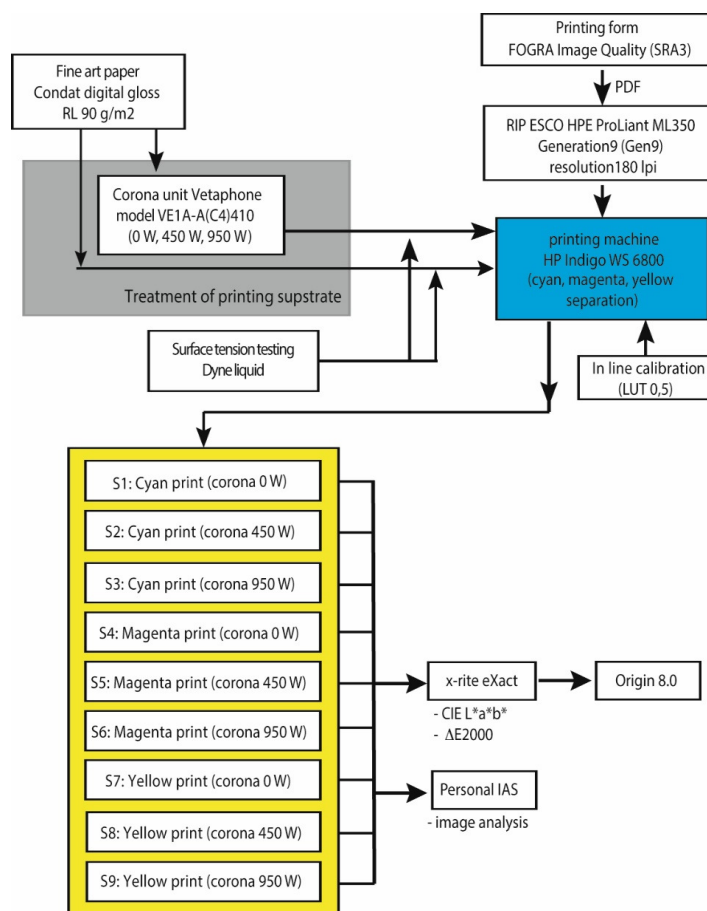 Printing form
FOGRA Image Quality (SRA3)
PDF
Fine art paper
Condat digital gloss
RL 90 g/m2
RIP ESCO HPE ProLiant ML350
Generation9 (Gen9)
resolution180 lpi
Corona unit Vetaphone
model VE1A-A(C4)410
(0 W, 450 W, 950 W)
Treatment of printing supstrate
printing machine
HP Indigo WS 6800
(cyan, magenta, yellow
separation)
Surface tension testing
Dyne liquid
In line calibration
(LUT 0,5)
S1: Cyan print (corona 0 W)
S2: Cyan print (corona 450 W)
S3: Cyan print (corona 950 W)
S4: Magenta print (corona 0 W)
S5: Magenta print (corona 450 W)
S6: Magenta print (corona 950 W)
S7: Yellow print (corona 0 W)
S8: Yellow print (corona 450 W)
S9: Yellow print (corona 950 W)
x-rite eXact
- CIE L*a*b*
- ΔE2000
Origin 8.0
Personal IAS
- image analysis